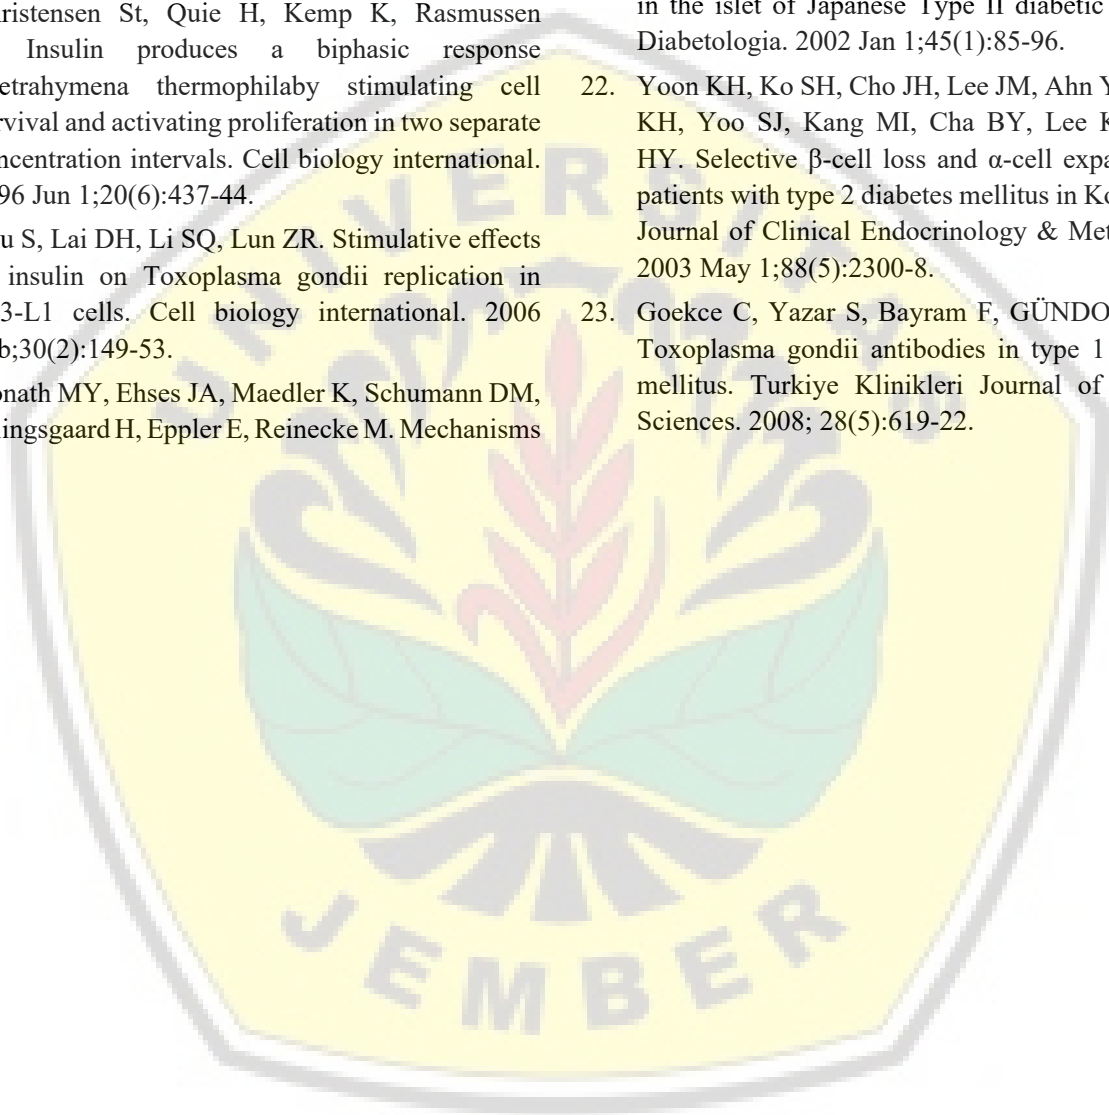 ristensen St, Quie H, Kemp K, Rasmussen
Insulin produces a biphasic response
etrahymena thermophilaby stimulating cell
rvival and activating proliferation in two separate
ncentration intervals. Cell biology international.
96 Jun 1;20(6):437-44.
u S, Lai DH, Li SQ, Lun ZR. Stimulative effects
insulin on Toxoplasma gondii replication in
3-L1 cells. Cell biology international. 2006
b;30(2):149-53.
onath MY, Ehses JA, Maedler K, Schumann DM,
lingsgaard H, Eppler E, Reinecke M. Mechanisms
in the islet of Japanese Type II diabetic
Diabetologia. 2002 Jan 1;45(1):85-96.
22. Yoon KH, Ko SH, Cho JH, Lee JM, Ahn Y
KH, Yoo SJ, Kang MI, Cha BY, Lee K
HY. Selective β-cell loss and α-cell expa
patients with type 2 diabetes mellitus in Ko
Journal of Clinical Endocrinology & Met
2003 May 1;88(5):2300-8.
23. Goekce C, Yazar S, Bayram F, GÜNDO
Toxoplasma gondii antibodies in type 1
mellitus. Turkiye Klinikleri Journal of
Sciences. 2008; 28(5):619-22.
UNIVERSITAS
JEMBER